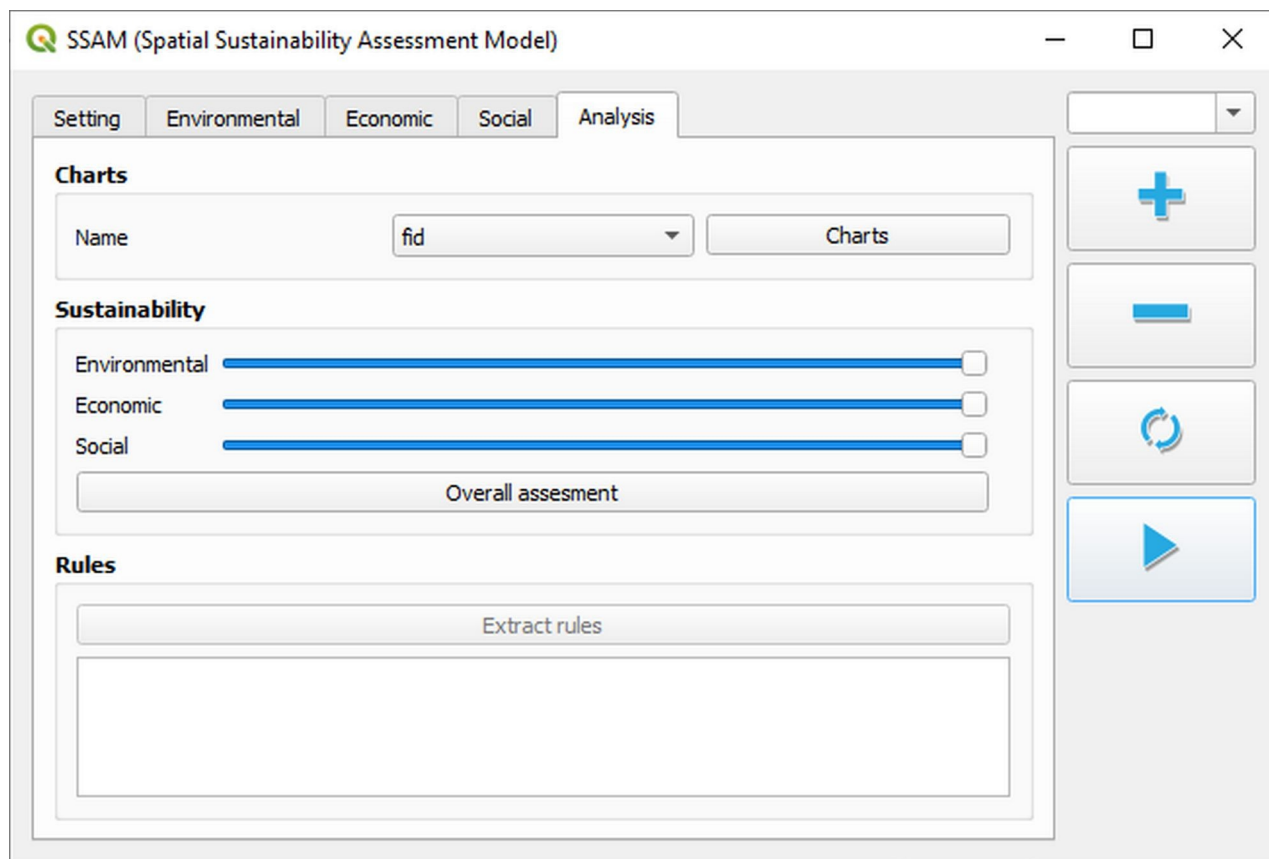 SSAM (Spatial Sustainability Assessment Model)
Setting Environmental Economic Social Analysis
Charts
Name fid Charts
Sustainability
Environmental
Economic
Social
Overall assesment
Rules
Extract rules